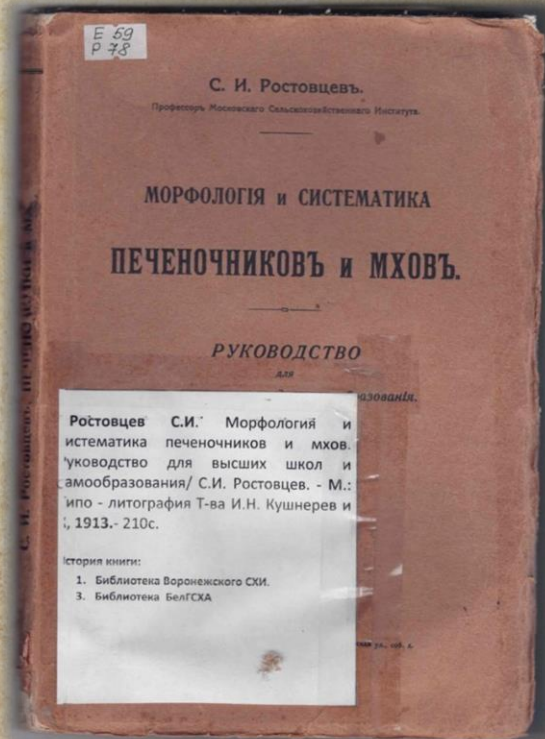 Е 59
Р 78
С. И. Ростовцевъ.
Профессоръ Московскаго Сельскохозяйственнаго Института.
МОРФОЛОГІЯ и СИСТЕМАТИКА
ПЕЧЕНОЧНИКОВЪ и МХОВЪ.
РУКОВОДСТВО
для
азованія.
Ростовцев С.И. Морфология и
истематика печеночников и мхов.
уководство для высших школ и
амообразования/ С.И. Ростовцев. - М.:
ипо - литография Т-ва И.Н. Кушнерев и
, 1913.- 210с.
стория книги:
1. Библиотека Воронежского СХИ.
3. Библиотека БелГСХА
С. И. Ростовцевъ.